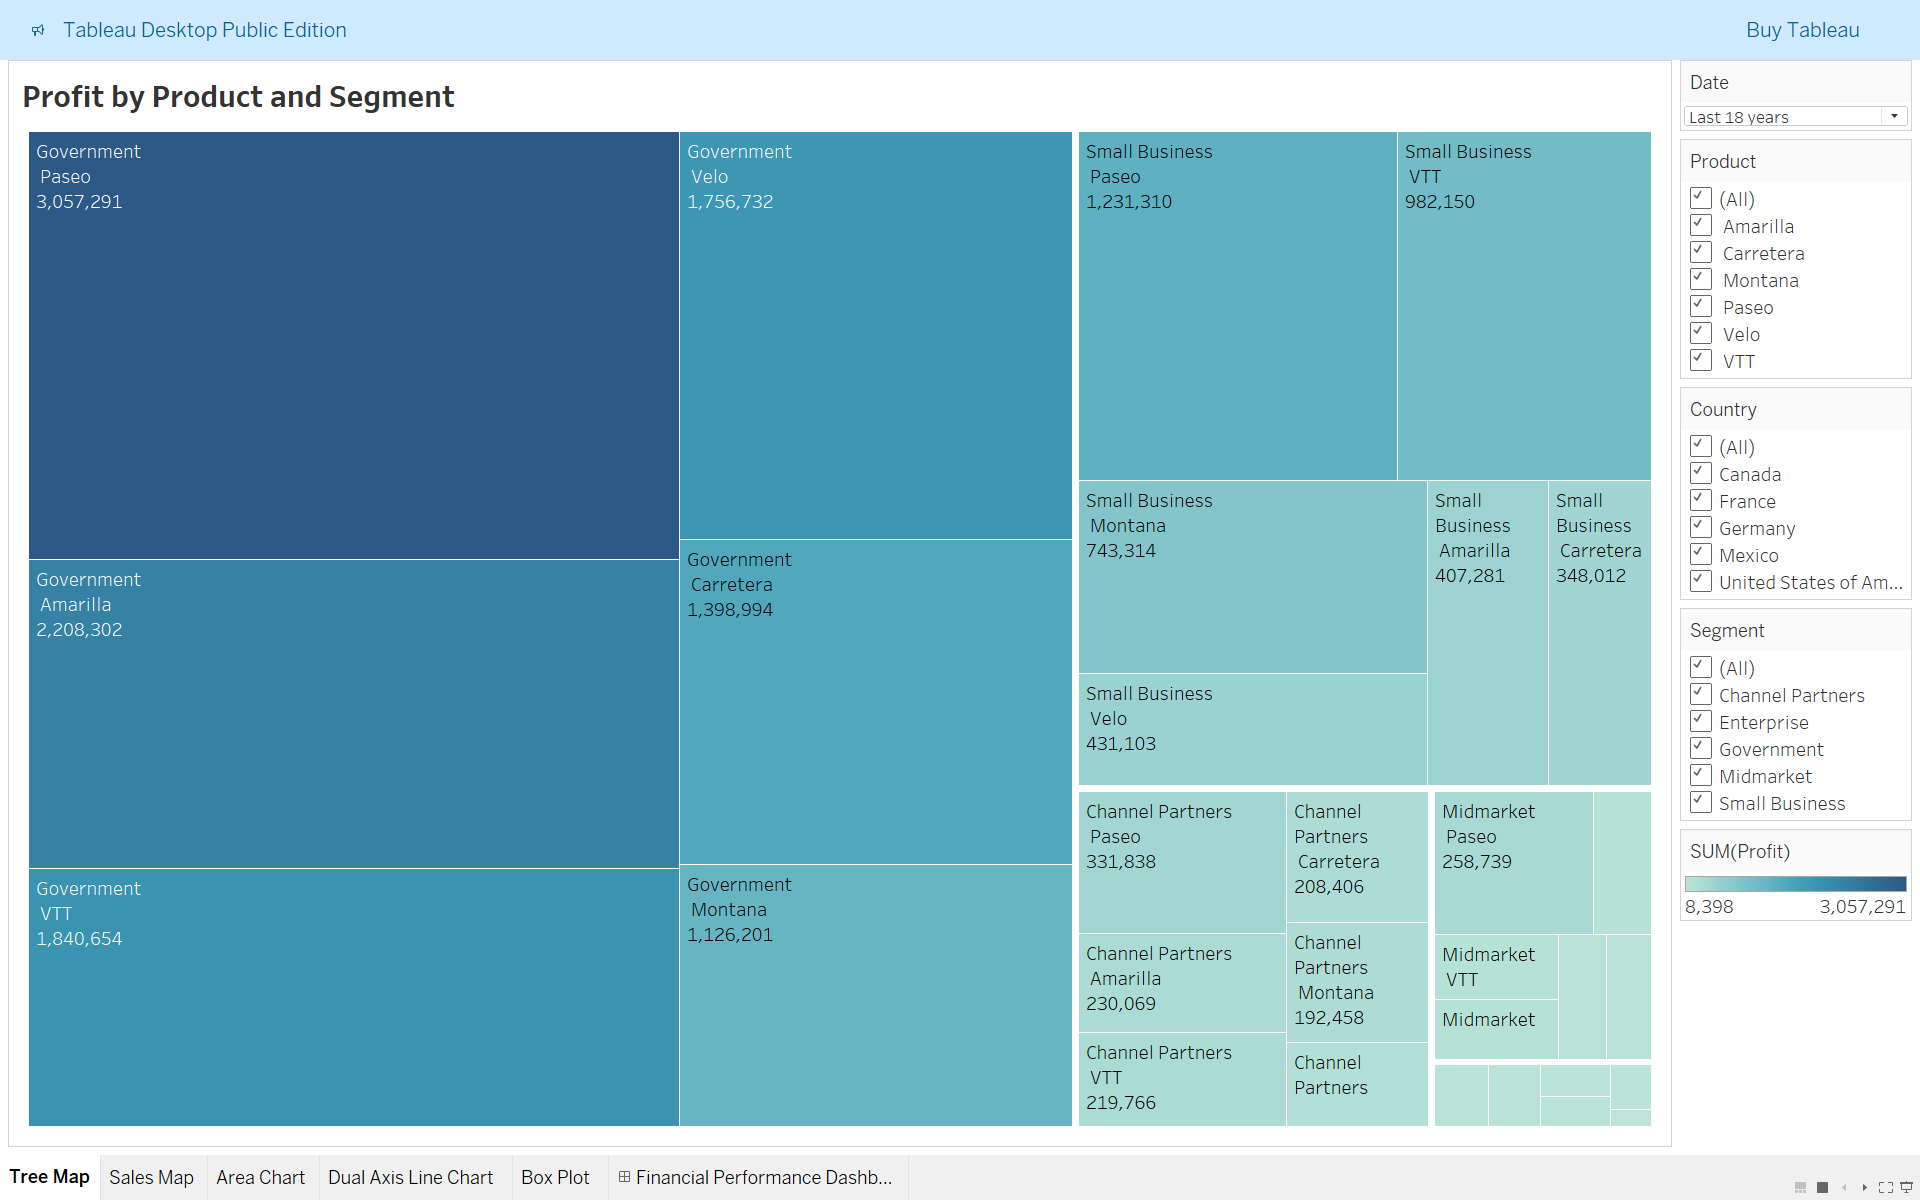 Tableau Desktop Public Edition
Buy Tableau
Profit by Product and Segment
Government
Paseo
3,057,291
Government
Amarilla
2,208,302
Government
VTT
1,840,654
Government
Velo
1,756,732
Government
Carretera
1,398,994
Government
Montana
1,126,201
Small Business
Paseo
1,231,310
Small Business
VTT
982,150
Small Business
Montana
743,314
Small Business
Velo
431,103
Small
Business
Amarilla
407,281
Small
Business
Carretera
348,012
Channel Partners
Paseo
331,838
Channel Partners
Amarilla
230,069
Channel Partners
VTT
219,766
Channel
Partners
Carretera
208,406
Channel
Partners
Montana
192,458
Channel
Partners
Midmarket
Paseo
258,739
Midmarket
VTT
Midmarket
Date
Last 18 years
Product
(All)
Amarilla
Carretera
Montana
Paseo
Velo
VTT
Country
(All)
Canada
France
Germany
Mexico
United States of Am...
Segment
(All)
Channel Partners
Enterprise
Government
Midmarket
Small Business
SUM(Profit)
8,398
3,057,291
Tree Map
Sales Map
Area Chart
Dual Axis Line Chart
Box Plot
Financial Performance Dashb...